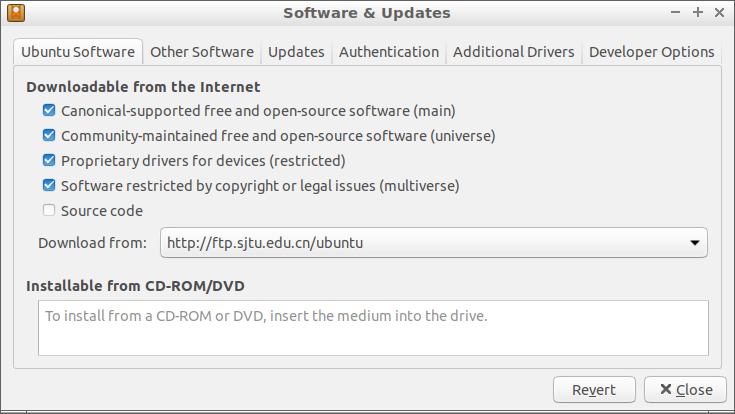 Software & Updates
Ubuntu Software Other Software Updates Authentication Additional Drivers Developer Options
Downloadable from the Internet
Canonical-supported free and open-source software (main)
Community-maintained free and open-source software (universe)
Proprietary drivers for devices (restricted)
Software restricted by copyright or legal issues (multiverse)
Source code
Download from: http://ftp.sjtu.edu.cn/ubuntu
Installable from CD-ROM/DVD
To install from a CD-ROM or DVD, insert the medium into the drive.
Revert Close